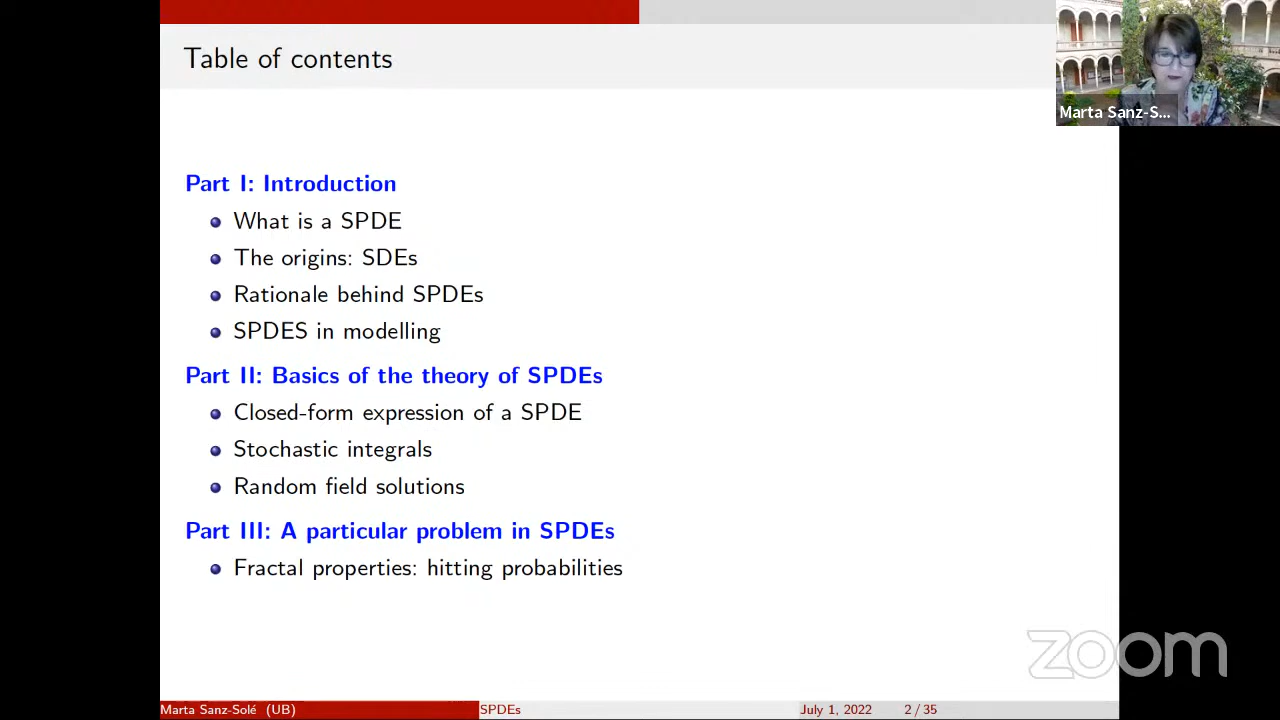 Table of contents
Marta Sanz-S...
Part I: Introduction
What is a SPDE
The origins: SDEs
Rationale behind SPDEs
SPDES in modelling
Part II: Basics of the theory of SPDEs
Closed-form expression of a SPDE
Stochastic integrals
Random field solutions
Part III: A particular problem in SPDEs
Fractal properties: hitting probabilities
zoom
Marta Sanz-Solé (UB) SPDEs July 1, 2022 2 / 35